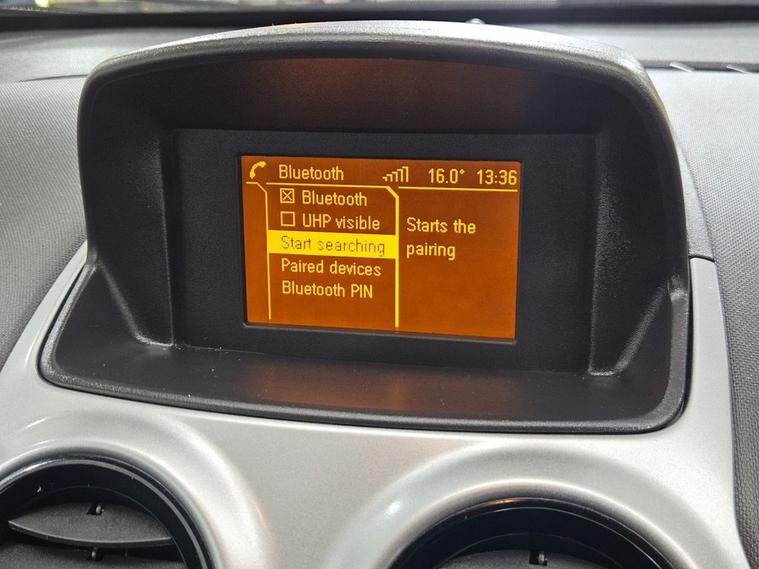 Bluetooth 16.0° 13:36
Bluetooth
UHP visible
Start searching
Paired devices
Bluetooth PIN
Starts the
pairing